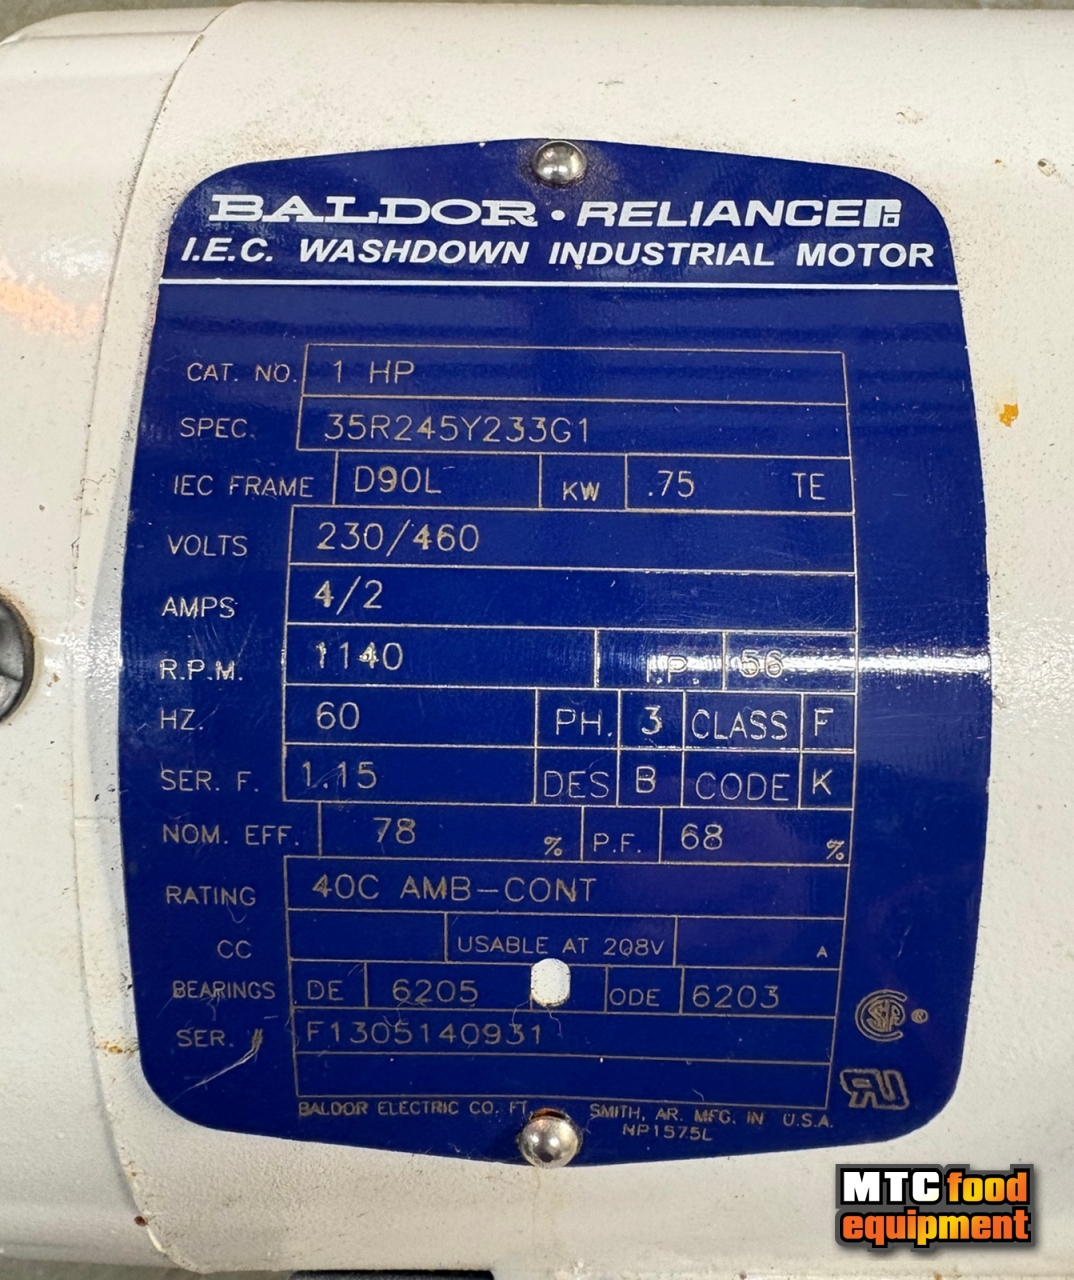 BALDOR • RELIANCE
I.E.C. WASHDOWN INDUSTRIAL MOTOR
CAT. NO. 1 HP
SPEC. 35R245Y233G1
IEC FRAME D90L KW .75 TE
VOLTS 230/460
AMPS 4/2
R.P.M. 1140 I.P. 56
HZ. 60 PH. 3 CLASS F
SER. F. 1.15 DES B CODE K
NOM. EFF. 78 % P.F. 68 %
RATING 40C AMB-CONT
CC USABLE AT 208V A
BEARINGS DE 6205 ODE 6203
SER. # F1305140931
BALDOR ELECTRIC CO. FT. SMITH, AR. MFG. IN U.S.A.
NP1575L
MTC food
equipment